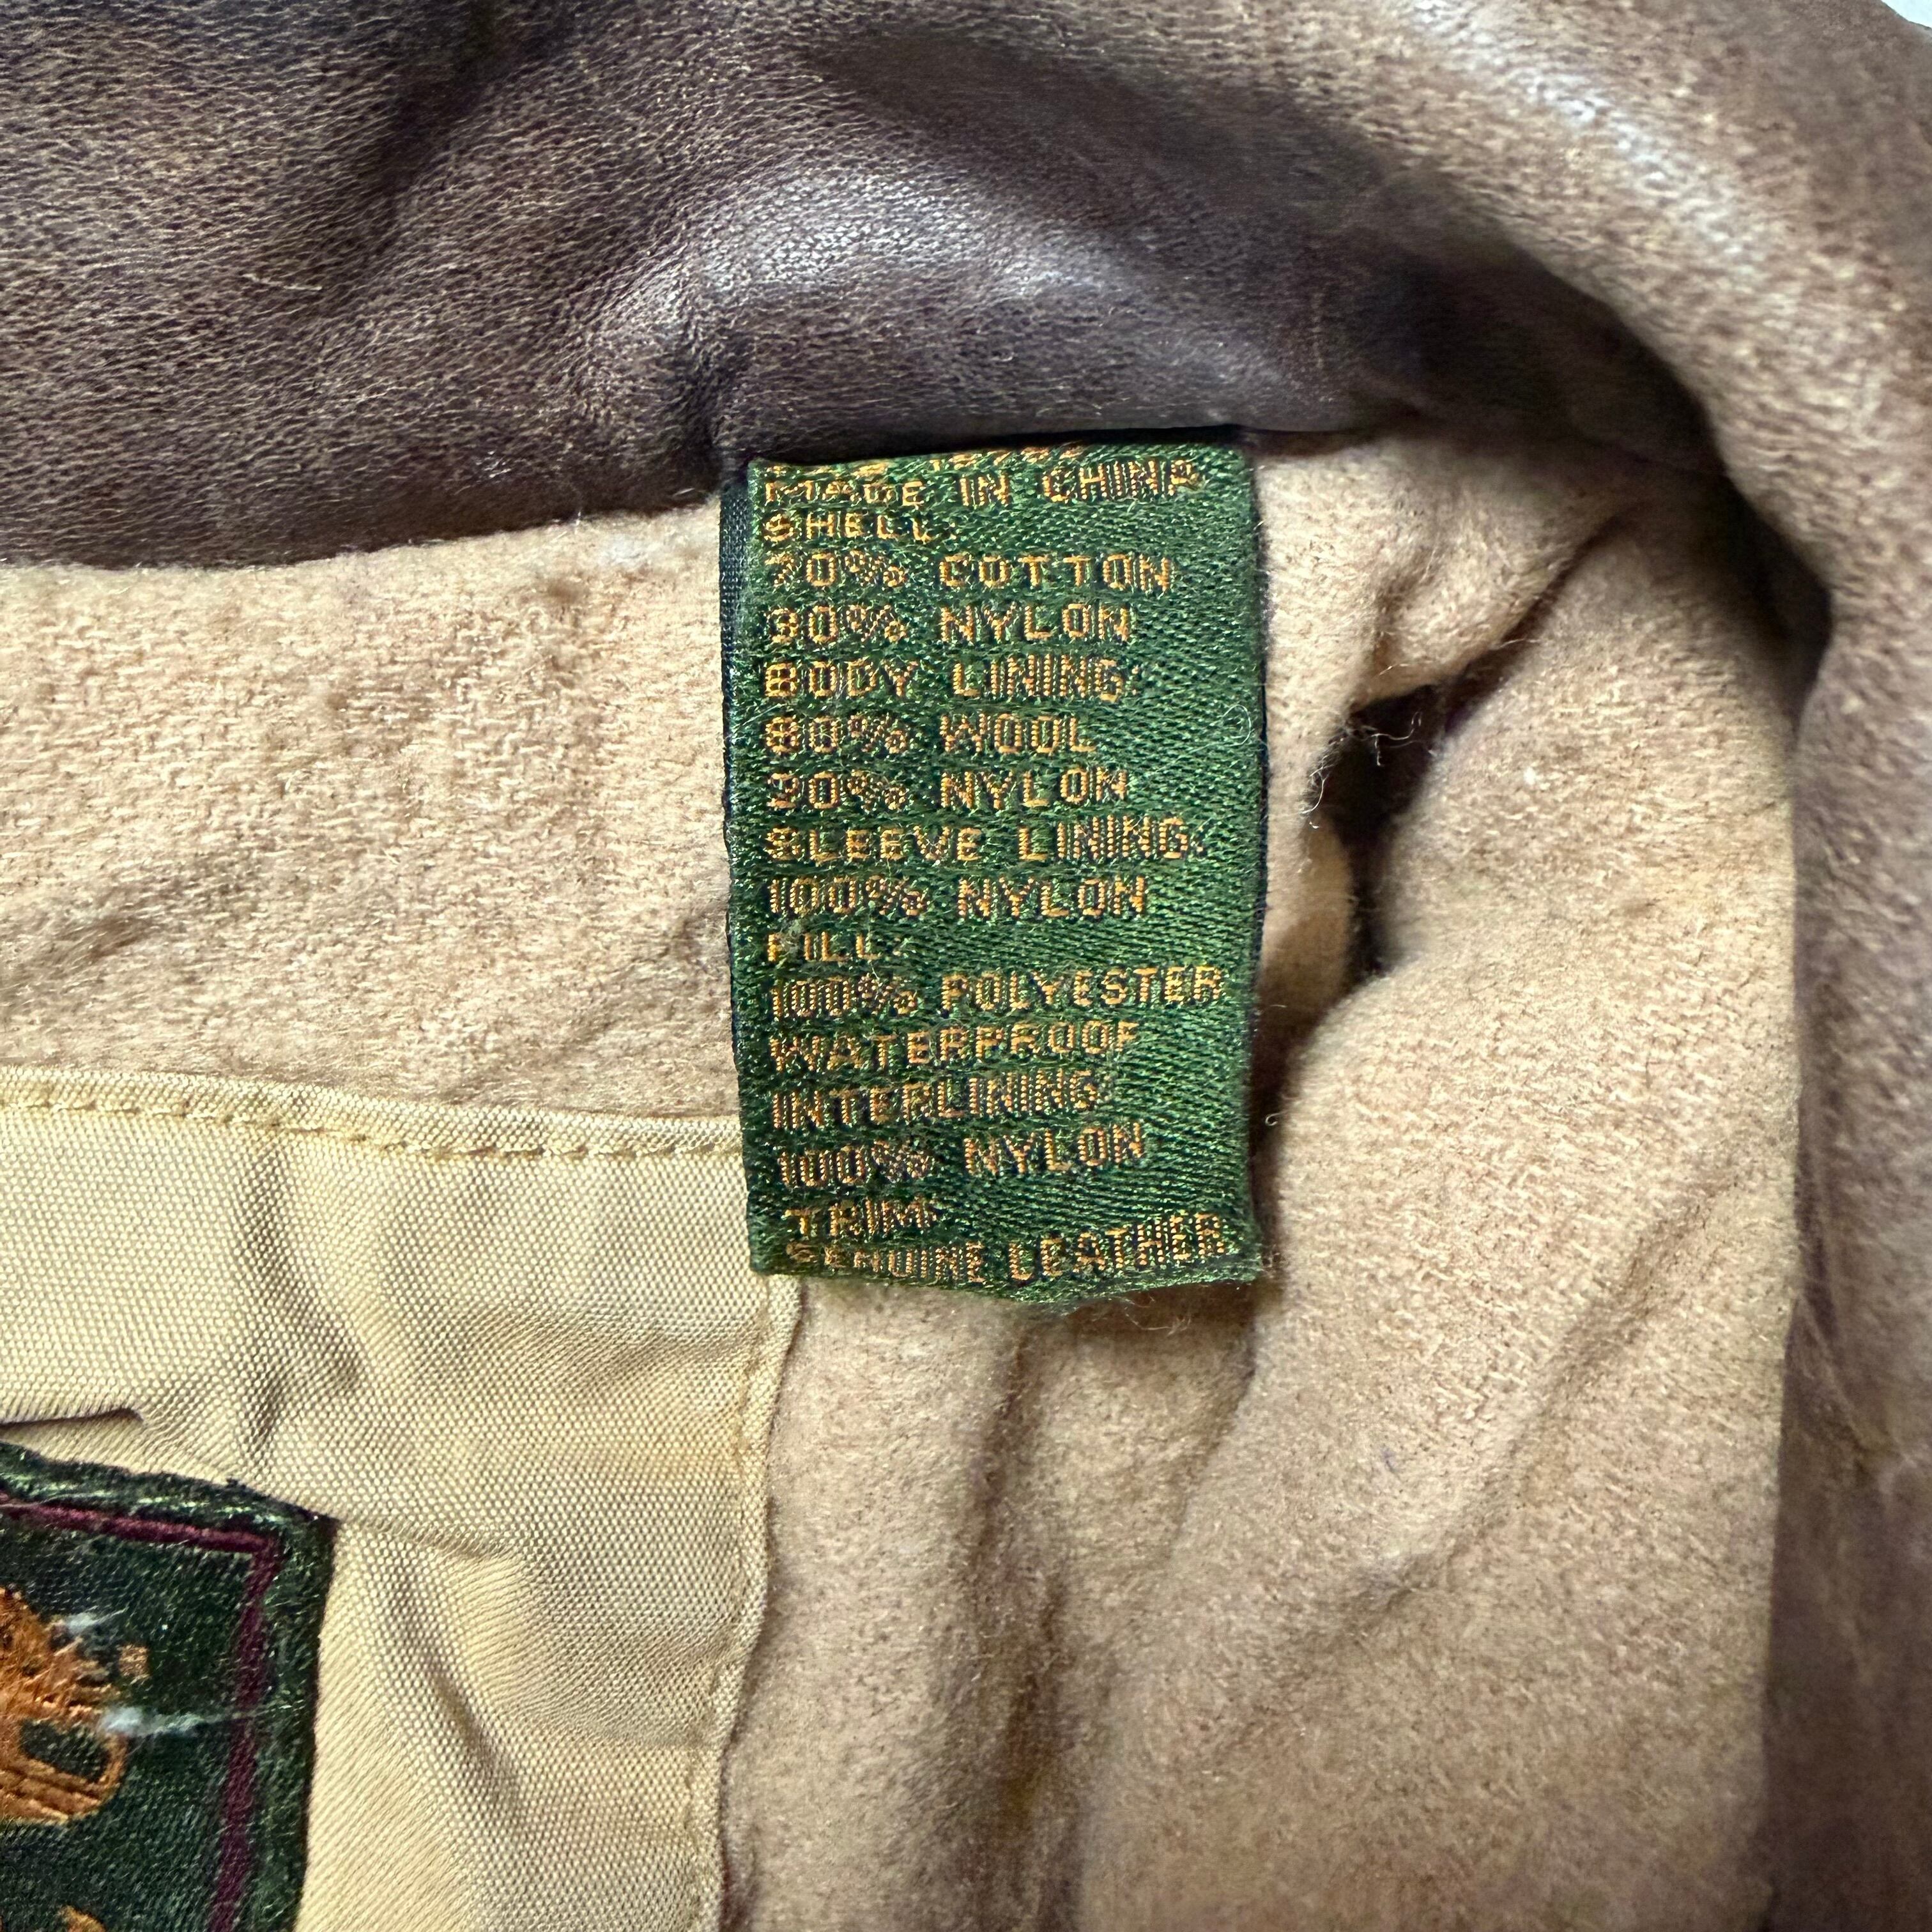 MADE IN CHINA
SHELL:
70% COTTON
30% NYLON
BODY LINING:
80% WOOL
20% NYLON
SLEEVE LINING:
100% NYLON
FILL:
100% POLYESTER
WATERPROOF
INTERLINING:
100% NYLON
TRIM:
GENUINE LEATHER